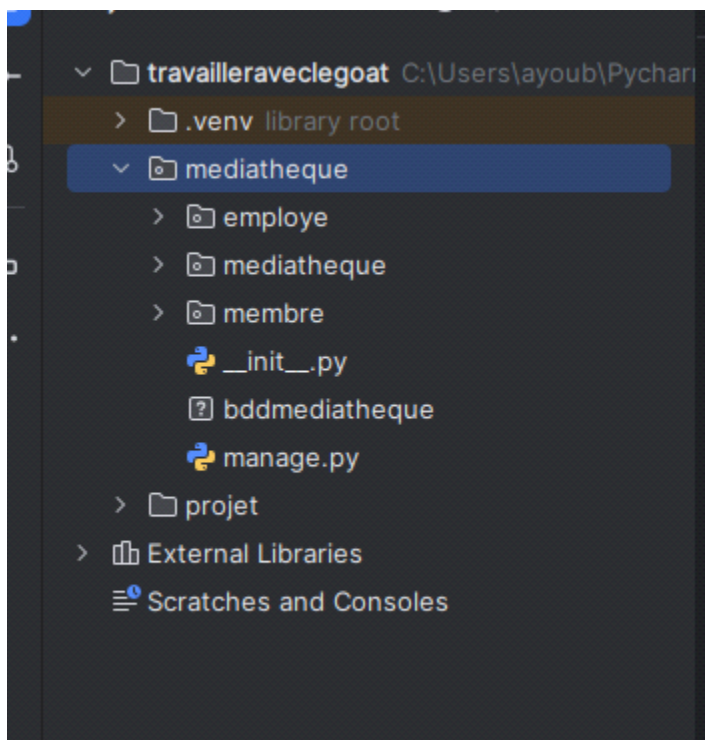 travailleraveclegoat C:\Users\ayoub\Pychar
.venv library root
mediatheque
employe
mediatheque
membre
__init__.py
bddmediatheque
manage.py
projet
External Libraries
Scratches and Consoles